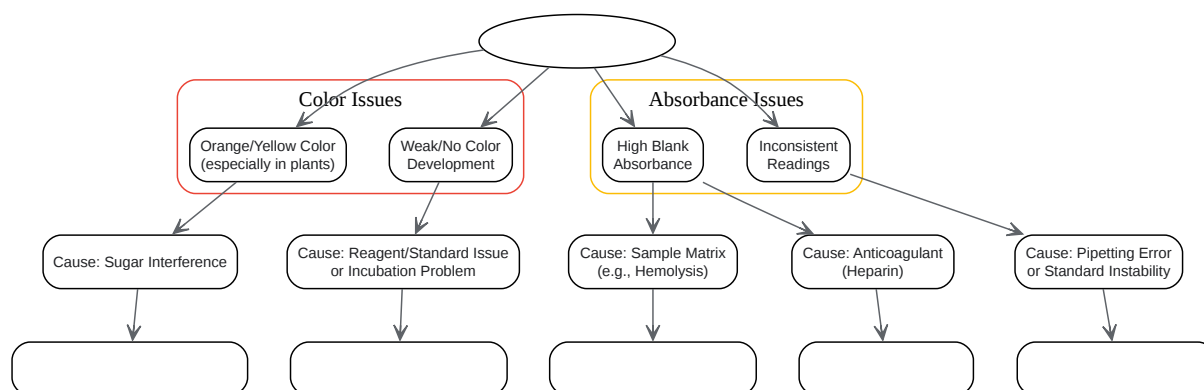 Color Issues
Absorbance Issues
Orange/Yellow Color
(especially in plants)
Weak/No Color
Development
High Blank
Absorbance
Inconsistent
Readings
Cause: Sugar Interference
Cause: Reagent/Standard Issue
or Incubation Problem
Cause: Sample Matrix
(e.g., Hemolysis)
Cause: Anticoagulant
(Heparin)
Cause: Pipetting Error
or Standard Instability